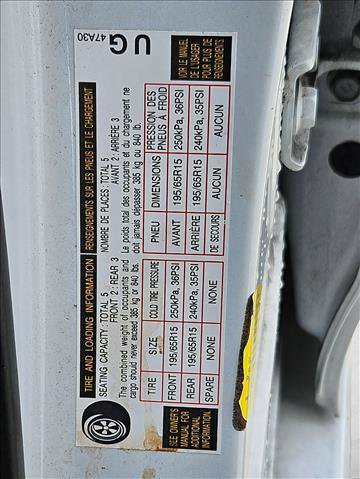 TIRE AND LOADING INFORMATION
SEATING CAPACITY: TOTAL 5 FRONT 2: REAR 3
The combined weight of occupants and
cargo should never exceed 385 kg or 840 lbs.
TIRE SIZE COLD TIRE PRESSURE
FRONT 195/65R15 250kPa, 36PSI
REAR 195/65R15 240kPa, 35PSI
SPARE NONE NONE
SEE OWNER'S
MANUAL FOR
ADDITIONAL
INFORMATION
RENSEIGNEMENTS SUR LES PNEUS ET LE CHARGEMENT
NOMBRE DE PLACES: TOTAL 5 AVANT 2: ARRIÈRE 3
Le poids total des occupants et du chargement ne
doit jamais dépasser 385 kg ou 840 lb.
PNEU DIMENSIONS PRESSION DES
PNEUS À FROID
AVANT 195/65R15 250kPa, 36PSI
ARRIÈRE 195/65R15 240kPa, 35PSI
DE SECOURS AUCUN AUCUN
VOIR LE MANUEL
DE L'USAGER
POUR PLUS DE
RENSEIGNEMENTS
UG
47A30